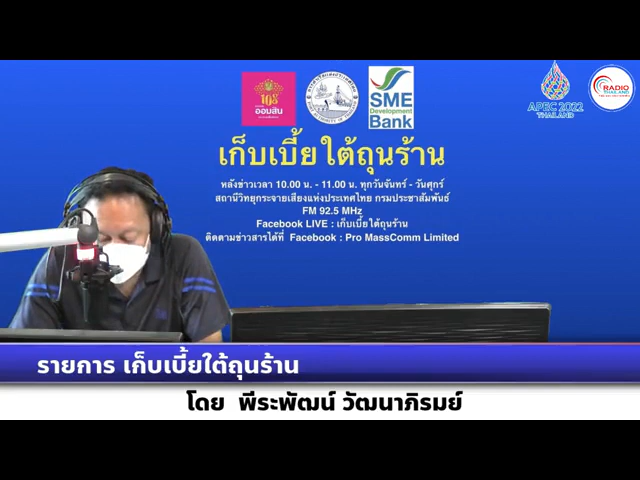 108
ออมสิน
SME
Development
Bank
APEC 2022
THAILAND
RADIO
THAILAND
เก็บเบี้ยใต้ถุนร้าน
หลังข่าวเวลา 10.00 น. - 11.00 น. ทุกวันจันทร์ - วันศุกร์
สถานีวิทยุกระจายเสียงแห่งประเทศไทย กรมประชาสัมพันธ์
FM 92.5 MHz
Facebook LIVE : เก็บเบี้ยใต้ถุนร้าน
ติดตามข่าวสารได้ที่ Facebook : Pro MassComm Limited
รายการ เก็บเบี้ยใต้ถุนร้าน
โดย พีระพัฒน์ วัฒนาภิรมย์